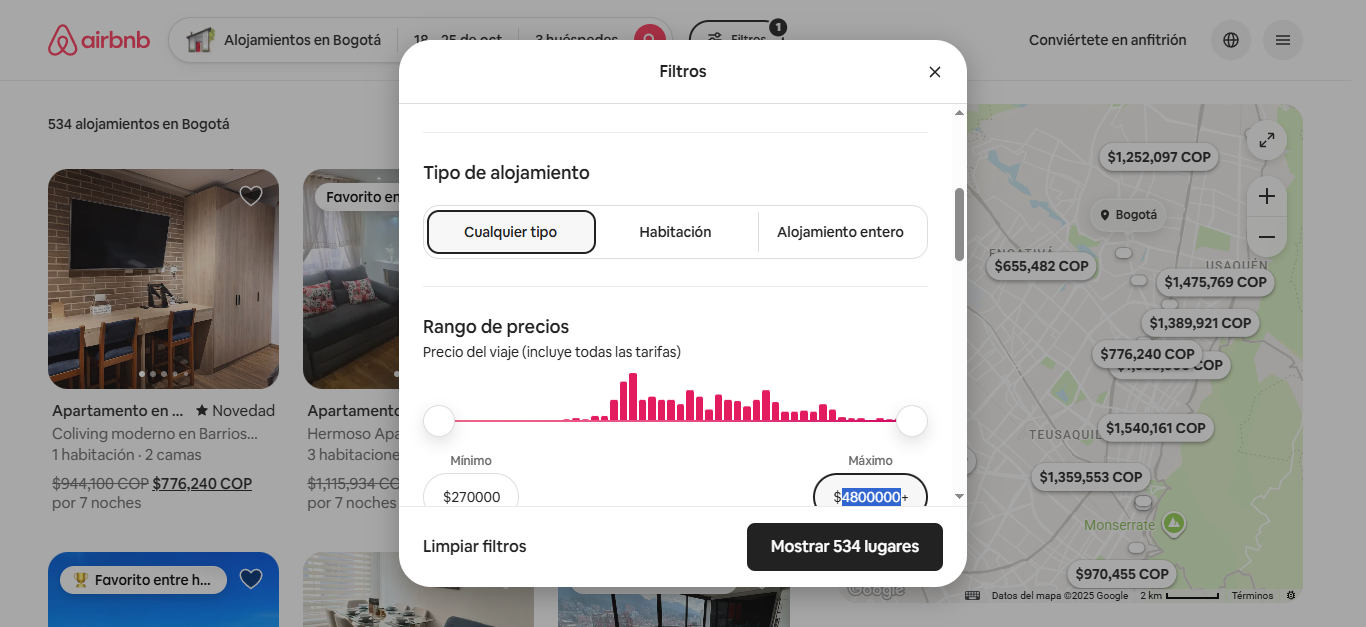 airbnb
Alojamientos en Bogotá
18 – 25 de oct
3 huéspedes
Filtros
1
Conviértete en anfitrión
Filtros
534 alojamientos en Bogotá
Favorito en
Tipo de alojamiento
Cualquier tipo
Habitación
Alojamiento entero
Rango de precios
Precio del viaje (incluye todas las tarifas)
Mínimo
Máximo
$270000
$4800000+
Limpiar filtros
Mostrar 534 lugares
Apartamento en ...
Novedad
Coliving moderno en Barrios...
1 habitación · 2 camas
$944,100 COP $776,240 COP
por 7 noches
Apartamento
Hermoso Apa
3 habitacione
$1,115,934 CO
por 7 noches
Favorito entre h...
$1,252,097 COP
Bogotá
$655,482 COP
USAQUÉN
$1,475,769 COP
$1,389,921 COP
$776,240 COP
COP
TEUSAQUIL
$1,540,161 COP
$1,359,553 COP
Monserrate
$970,455 COP
Google
Datos del mapa ©2025 Google
2 km
Términos